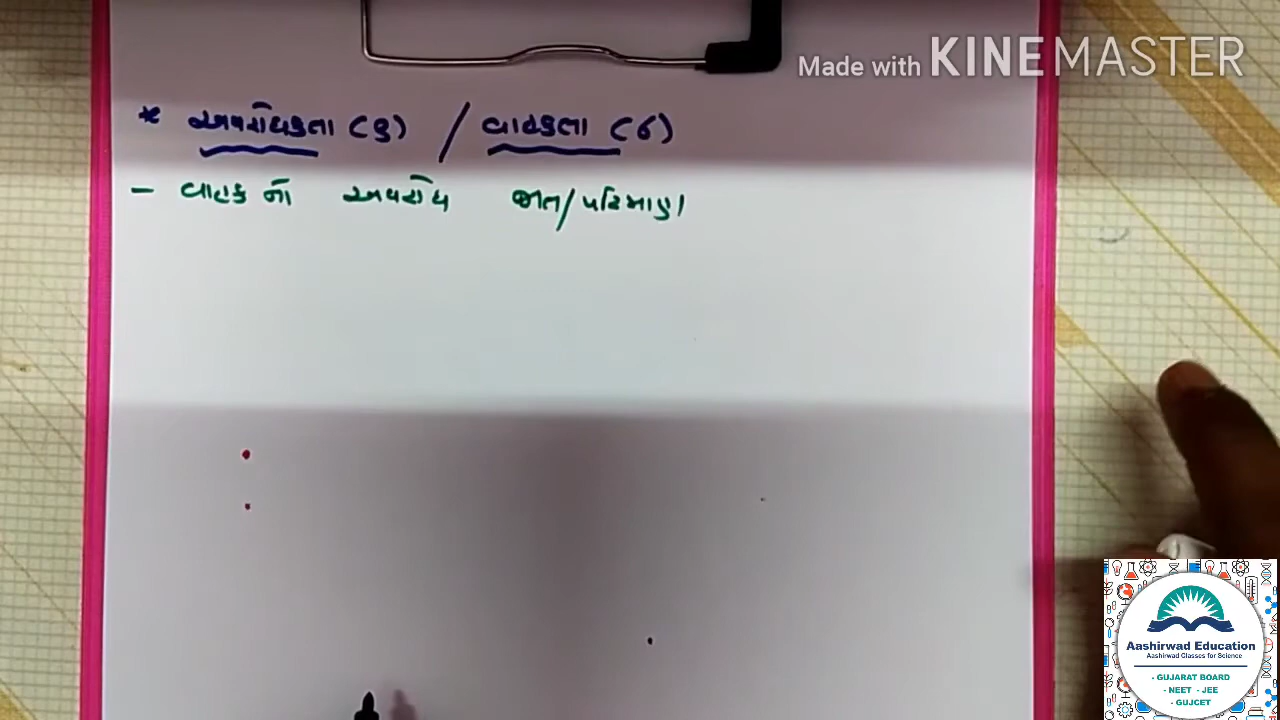 Made with KINEMASTER
* અવરોધકતા (ρ) / વાહકતા (σ)
- વાહક નો અવરોધ જાત/પરિમાણ
Aashirwad Education
Aashirwad Classes for Science
- GUJARAT BOARD
- NEET - JEE
- GUJCET